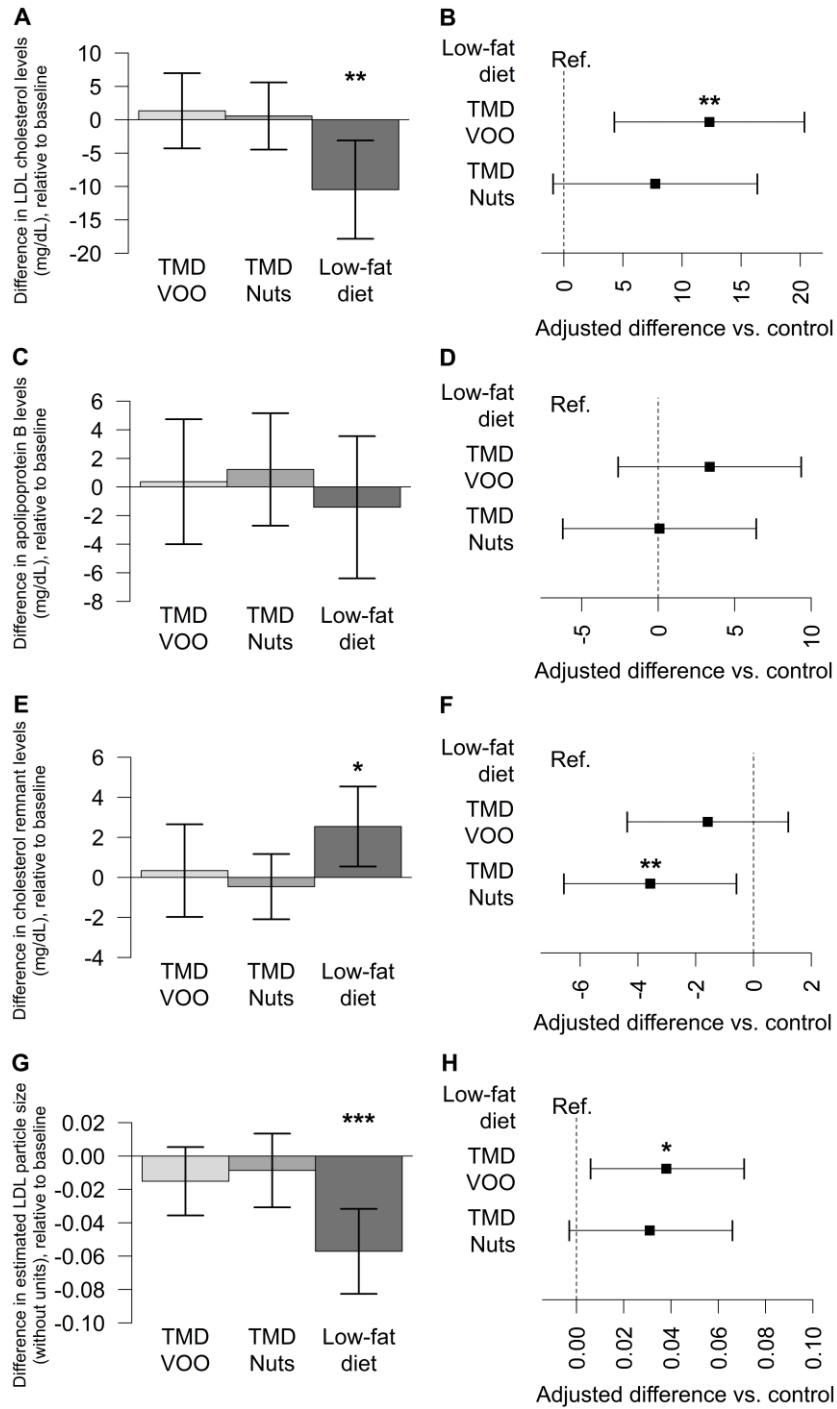 A
Difference in LDL cholesterol levels
(mg/dL), relative to baseline
10
5
0
-5
-10
-15
-20
**
TMD
VOO
TMD
Nuts
Low-fat
diet
B
Low-fat
diet
TMD
VOO
TMD
Nuts
Ref.
**
0
5
10
15
20
Adjusted difference vs. control
C
Difference in apolipoprotein B levels
(mg/dL), relative to baseline
6
4
2
0
-2
-4
-6
-8
TMD
VOO
TMD
Nuts
Low-fat
diet
D
Low-fat
diet
TMD
VOO
TMD
Nuts
Ref.
-5
0
5
10
Adjusted difference vs. control
E
Difference in cholesterol remnant levels
(mg/dL), relative to baseline
6
4
2
0
-2
-4
*
TMD
VOO
TMD
Nuts
Low-fat
diet
F
Low-fat
diet
TMD
VOO
TMD
Nuts
Ref.
**
-6
-4
-2
0
2
Adjusted difference vs. control
G
Difference in estimated LDL particle size
(without units), relative to baseline
0.02
0.00
-0.02
-0.04
-0.06
-0.08
-0.10
***
TMD
VOO
TMD
Nuts
Low-fat
diet
H
Low-fat
diet
TMD
VOO
TMD
Nuts
Ref.
*
0.00
0.02
0.04
0.06
0.08
0.10
Adjusted difference vs. control